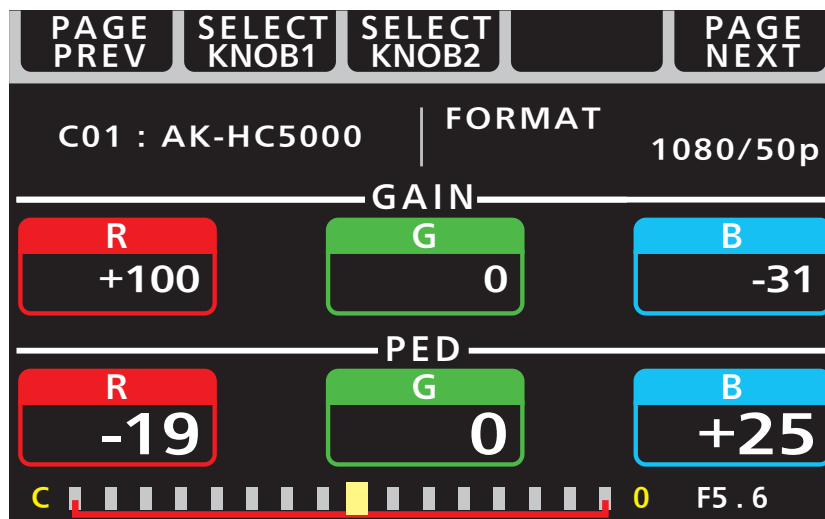 PAGE PREV
SELECT KNOB1
SELECT KNOB2
PAGE NEXT
C01 : AK-HC5000
FORMAT
1080/50p
GAIN
R G B
+100 0 -31
PED
R G B
-19 0 +25
C 0 F5.6